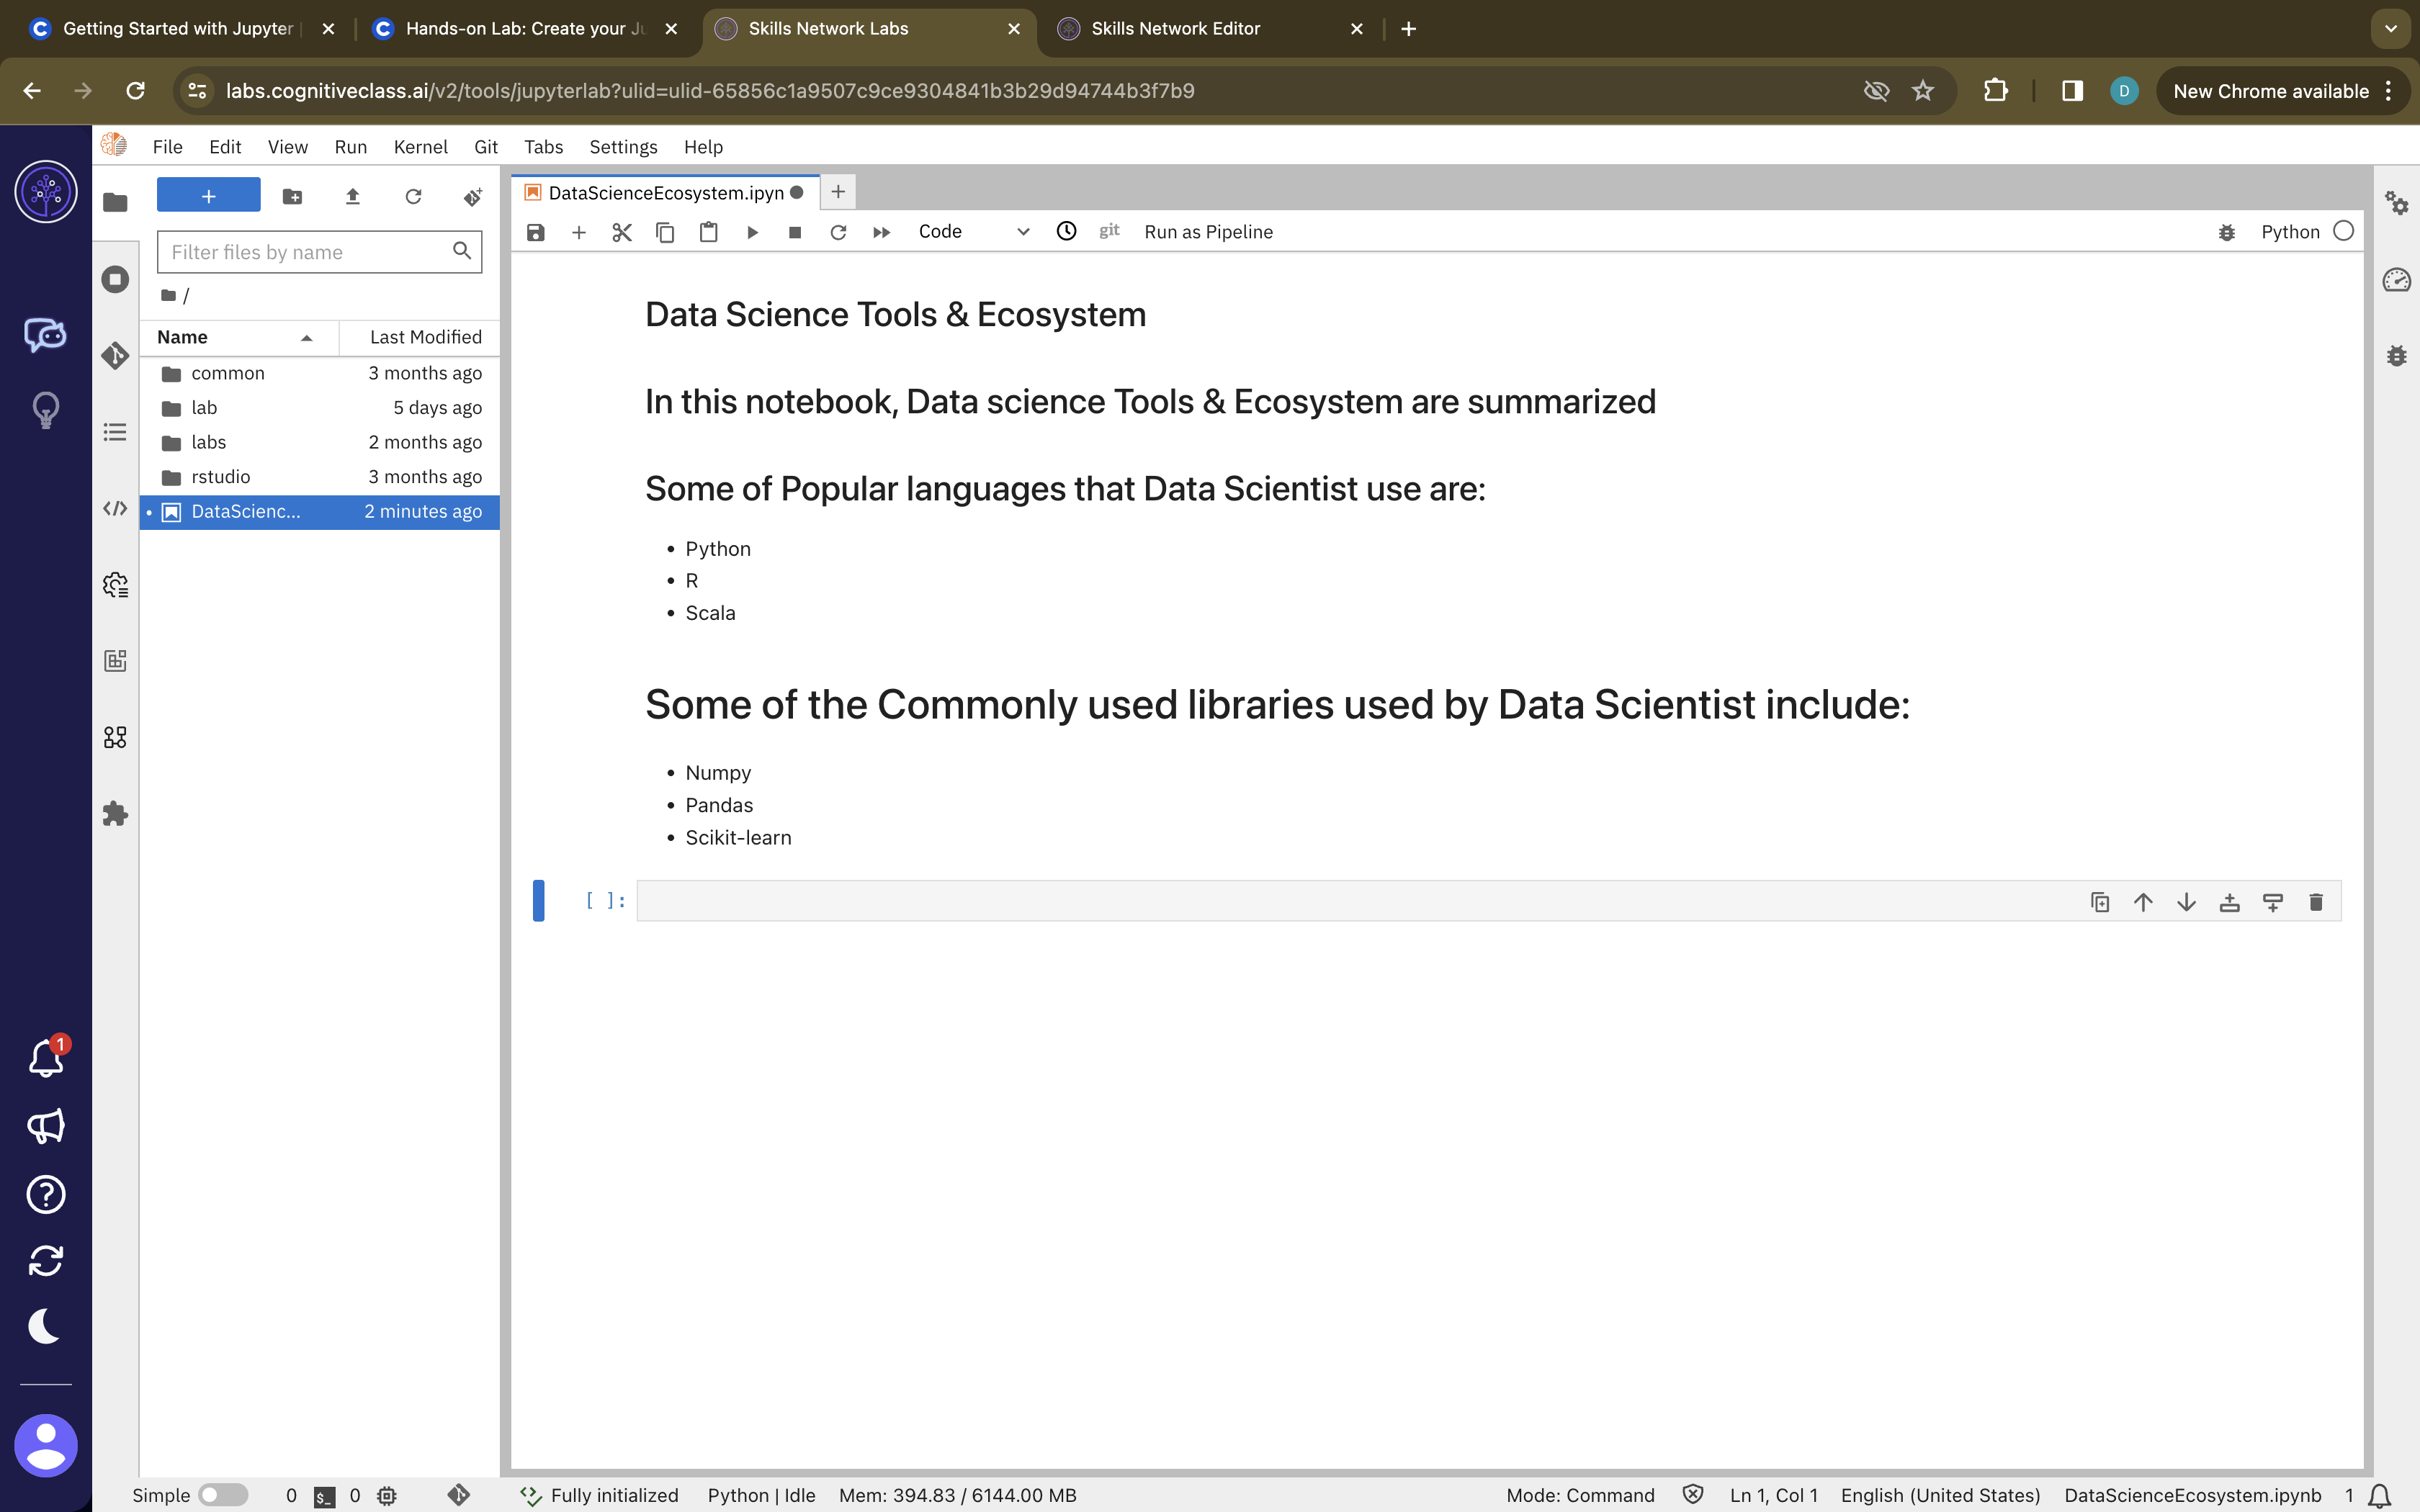 Getting Started with Jupyter
Hands-on Lab: Create your Ju
Skills Network Labs
Skills Network Editor
labs.cognitiveclass.ai/v2/tools/jupyterlab?ulid=ulid-65856c1a9507c9ce9304841b3b29d94744b3f7b9
D
New Chrome available
File Edit View Run Kernel Git Tabs Settings Help
DataScienceEcosystem.ipyn
Code
git
Run as Pipeline
Python
Filter files by name
/
Name Last Modified
common 3 months ago
lab 5 days ago
labs 2 months ago
rstudio 3 months ago
DataScienc... 2 minutes ago
Data Science Tools & Ecosystem
In this notebook, Data science Tools & Ecosystem are summarized
Some of Popular languages that Data Scientist use are:
• Python
• R
• Scala
Some of the Commonly used libraries used by Data Scientist include:
• Numpy
• Pandas
• Scikit-learn
[ ]:
1
Simple 0 $_ 0 Fully initialized Python | Idle Mem: 394.83 / 6144.00 MB Mode: Command Ln 1, Col 1 English (United States) DataScienceEcosystem.ipynb 1